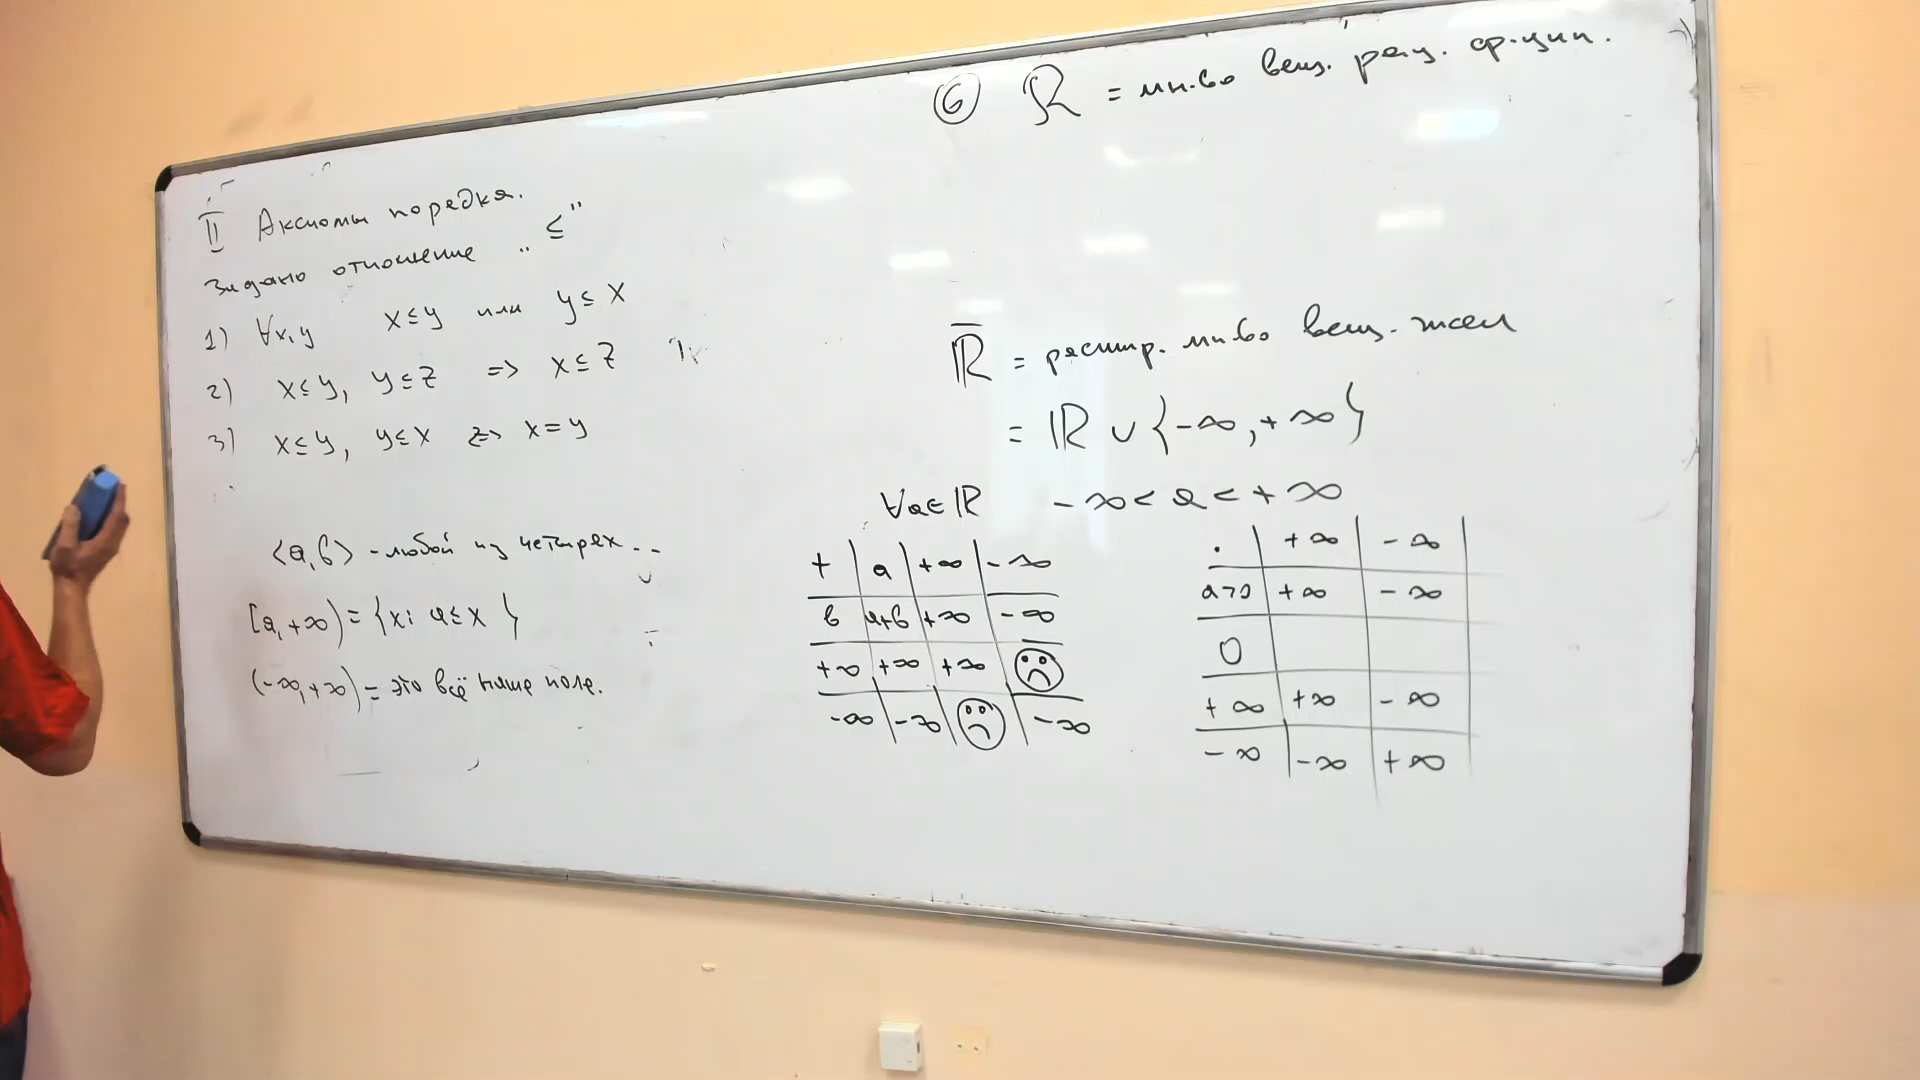 II Аксиомы порядка.
Задано отношение „≤"
1) ∀x,y x≤y или y≤x
2) x≤y, y≤z => x≤z
3) x≤y, y≤x => x=y
<a,b> - любой из четырех...
[a,+∞) = {x: a≤x}
(-∞,+∞) = это всё наше поле.
⑥ R = мн-во вещ. рац. ф-ций.
R̅ = расшир. мн-во вещ. чисел
= ℝ ∪ {-∞,+∞}
∀a∈ℝ -∞<a<+∞
+ | a | +∞ | -∞
b | a+b | +∞ | -∞
+∞ | +∞ | +∞ | ☹
-∞ | -∞ | ☹ | -∞
· | +∞ | -∞
a>0 | +∞ | -∞
0 | |
+∞ | +∞ | -∞
-∞ | -∞ | +∞